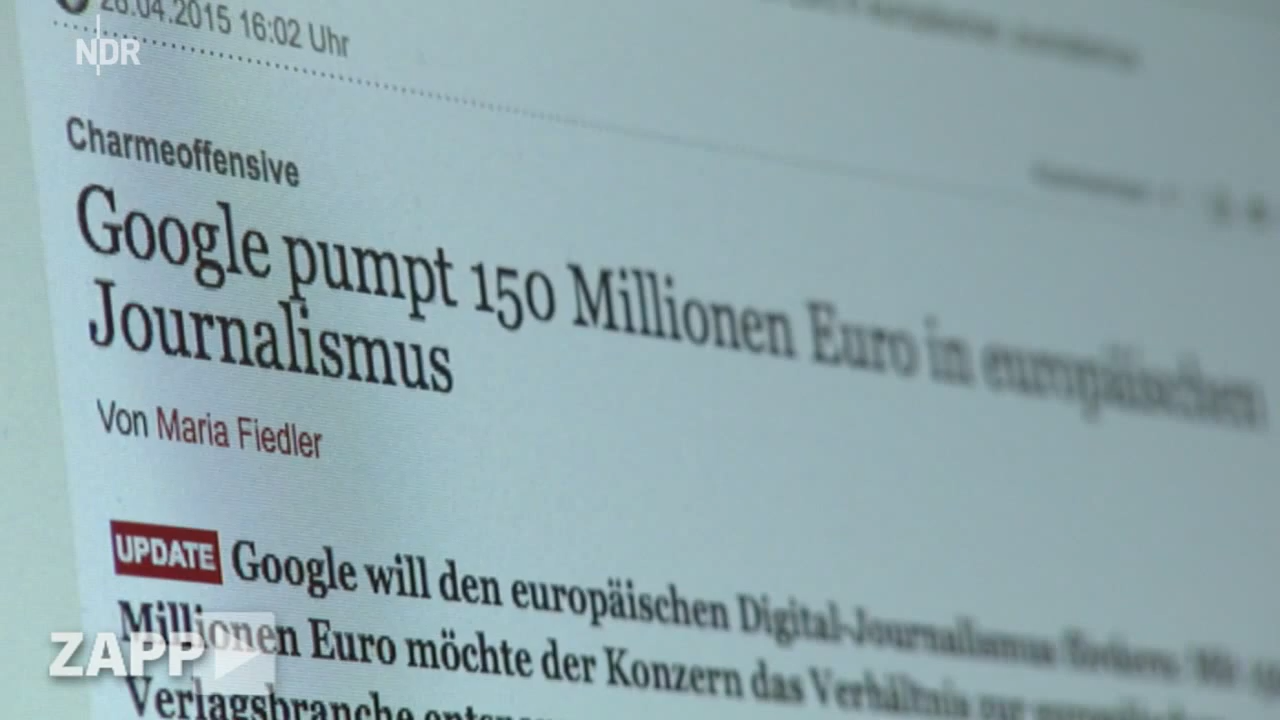 28.04.2015 16:02 Uhr
NDR
Charmeoffensive
Google pumpt 150 Millionen Euro in europäischen
Journalismus
Von Maria Fiedler
UPDATE Google will den europäischen Digital-Journalismus fördern. Mit
Millionen Euro möchte der Konzern das Verhältnis zur
Verlagsbranche
ZAPP